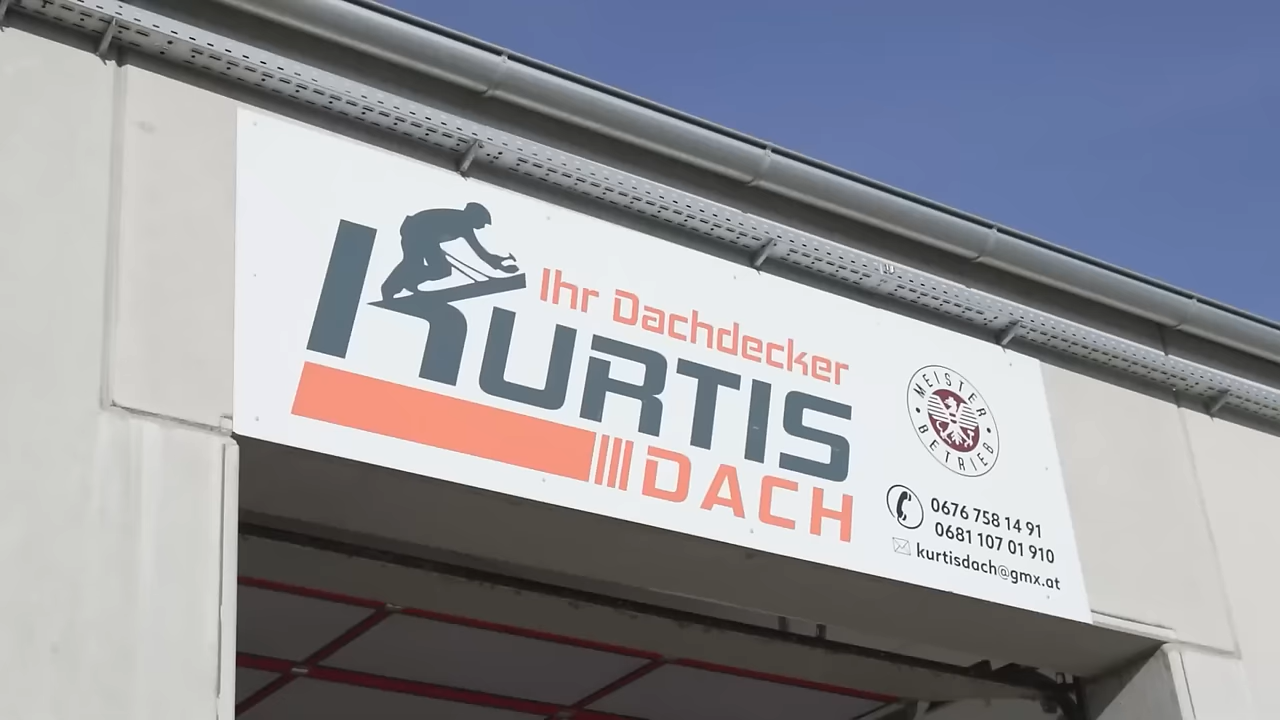 Ihr Dachdecker
KURTIS
DACH
MEISTER
BETRIEB
0676 758 14 91
0681 107 01 910
kurtisdach@gmx.at